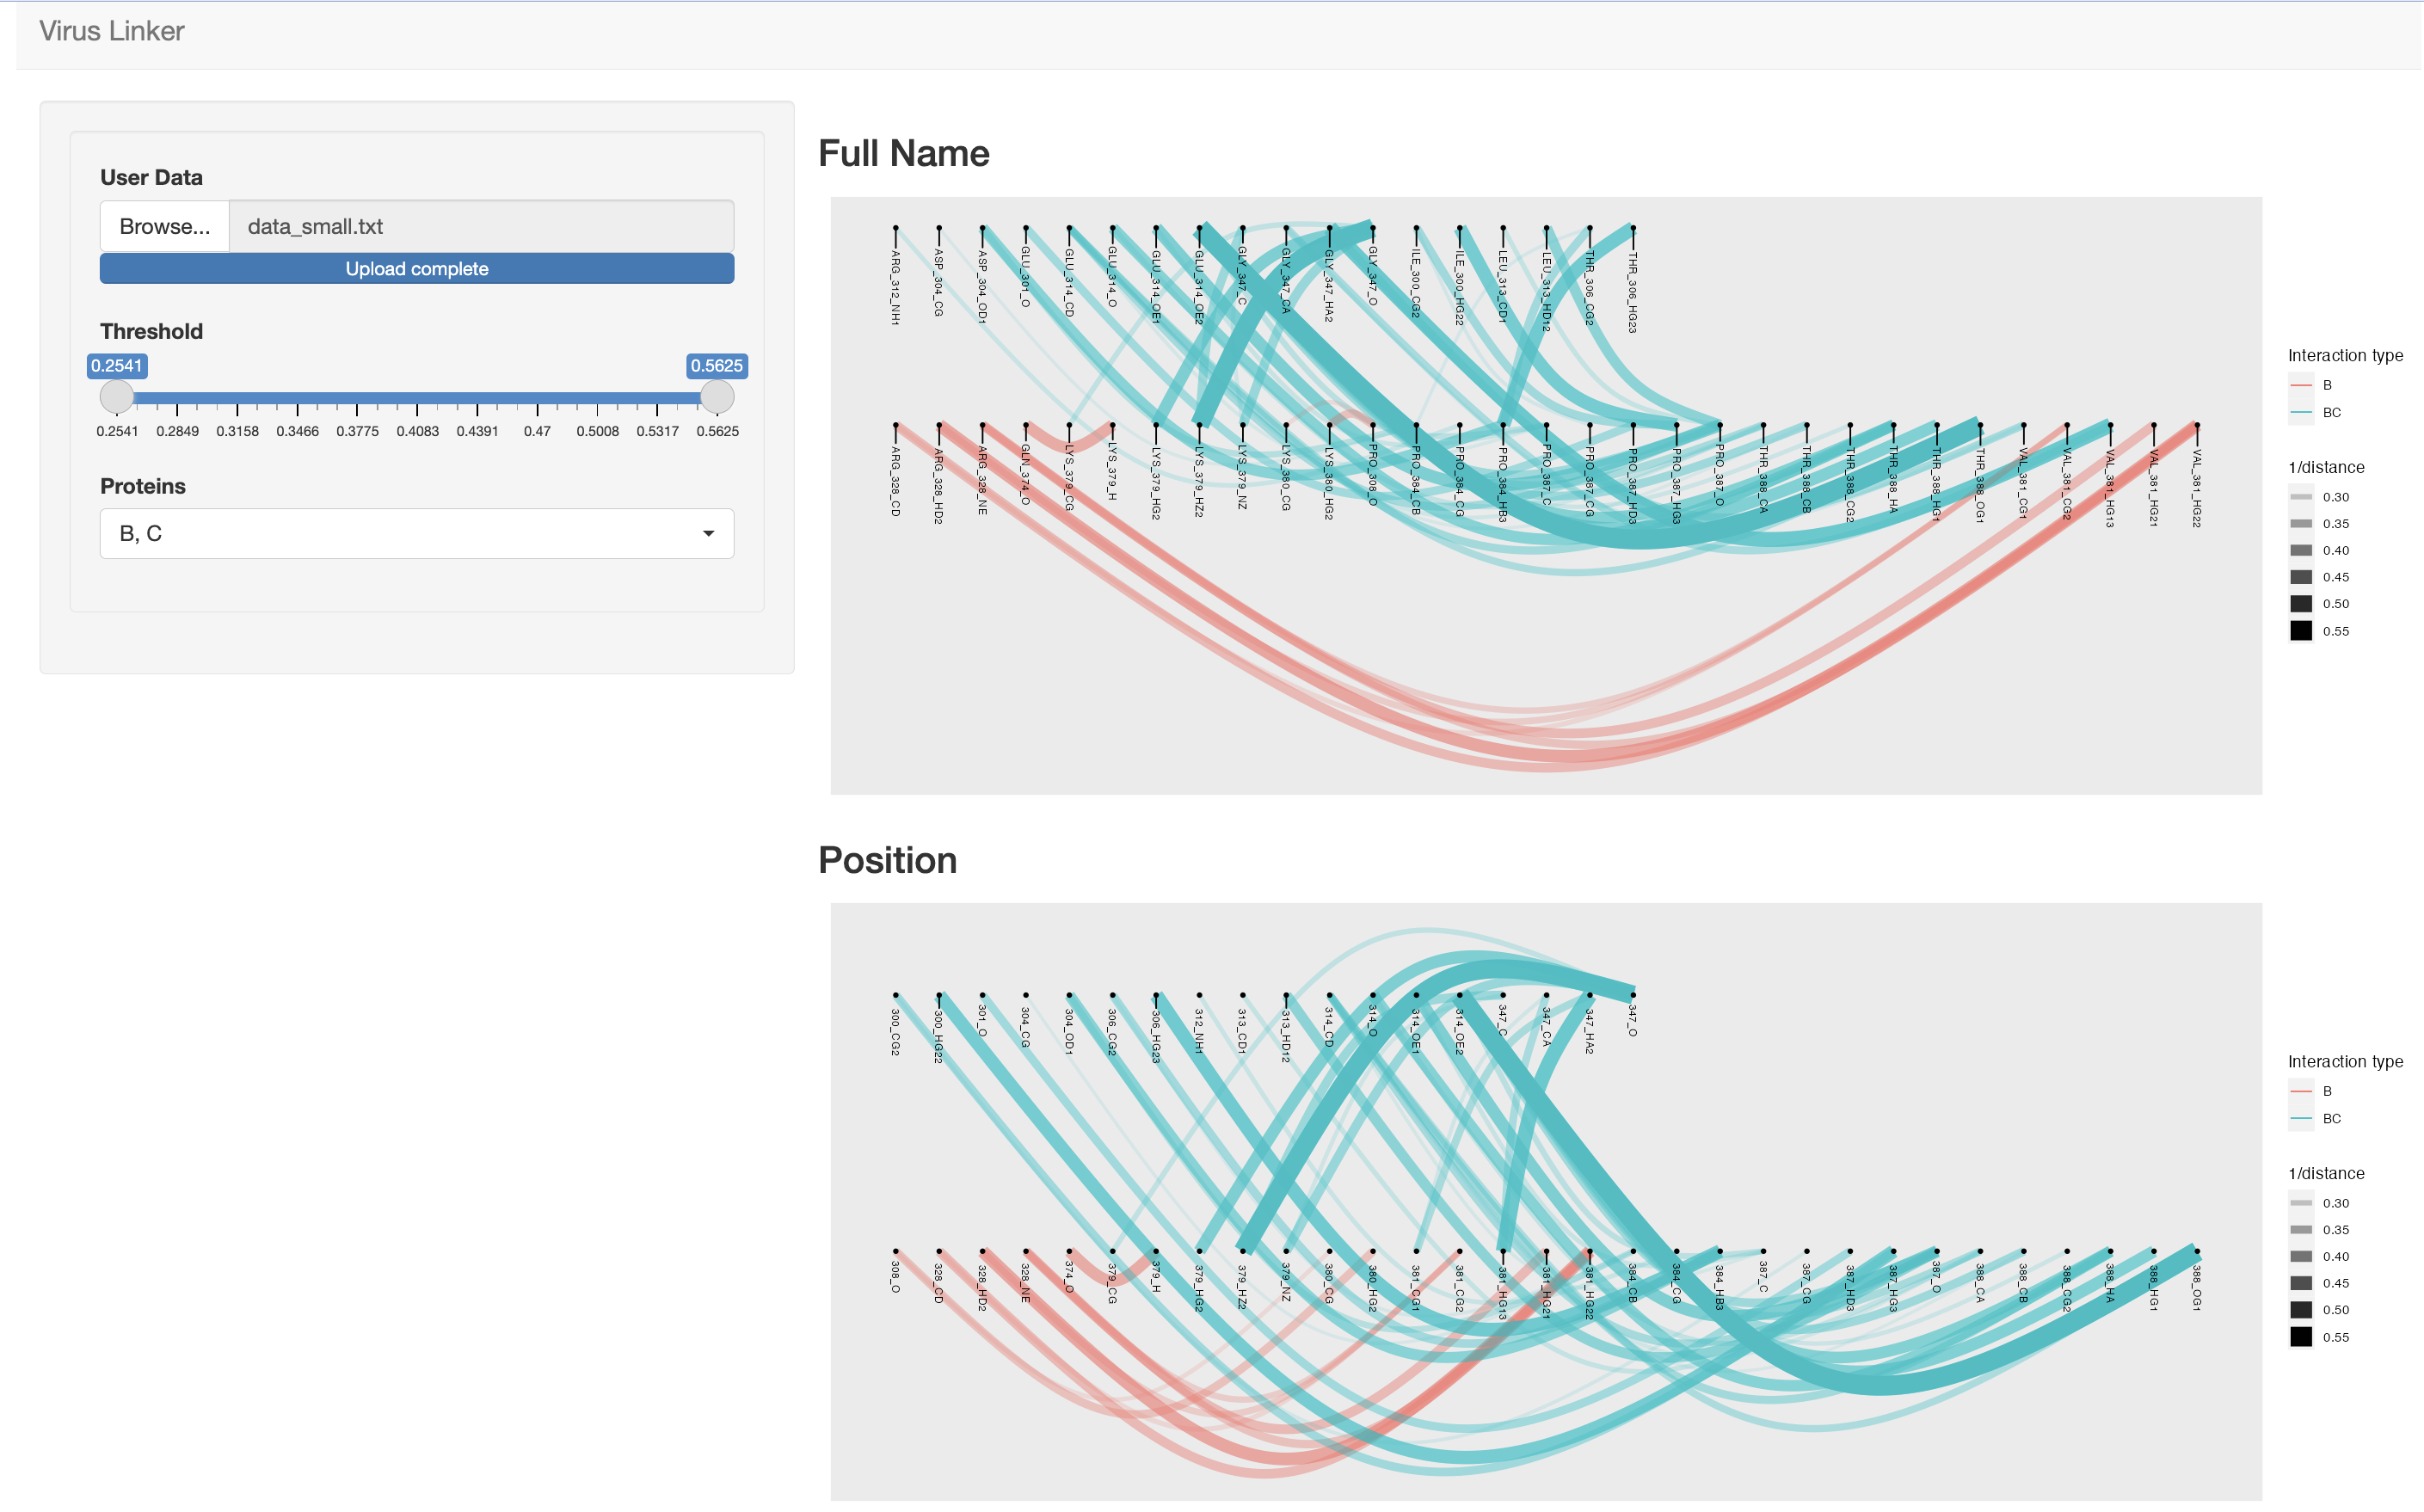 Virus Linker
User Data
Browse...
data_small.txt
Upload complete
Threshold
0.2541
0.5625
0.2541 0.2849 0.3158 0.3466 0.3775 0.4083 0.4391 0.47 0.5008 0.5317 0.5625
Proteins
B, C
Full Name
ARG_312_NH1
ASP_304_CG
ASP_304_OD1
GLU_301_O
GLU_314_CD
GLU_314_O
GLU_314_OE1
GLU_314_OE2
GLY_347_C
GLY_347_CA
GLY_347_HA2
GLY_347_O
ILE_300_CG2
ILE_300_HG22
LEU_313_CD1
LEU_313_HD12
THR_306_CG2
THR_306_HG23
ARG_328_CD
ARG_328_HD2
ARG_328_NE
GLN_374_O
LYS_379_CG
LYS_379_H
LYS_379_HG2
LYS_379_HZ2
LYS_379_NZ
LYS_380_CG
LYS_380_HG2
PRO_308_O
PRO_384_CB
PRO_384_CG
PRO_384_HB3
PRO_387_C
PRO_387_CG
PRO_387_HD3
PRO_387_HG3
PRO_387_O
THR_388_CA
THR_388_CB
THR_388_CG2
THR_388_HA
THR_388_HG1
THR_388_OG1
VAL_381_CG1
VAL_381_CG2
VAL_381_HG13
VAL_381_HG21
VAL_381_HG22
Interaction type
B
BC
1/distance
0.30
0.35
0.40
0.45
0.50
0.55
Position
300_CG2
300_HG22
301_O
304_CG
304_OD1
306_CG2
306_HG23
312_NH1
313_CD1
313_HD12
314_CD
314_O
314_OE1
314_OE2
347_C
347_CA
347_HA2
347_O
308_O
328_CD
328_HD2
328_NE
374_O
379_CG
379_H
379_HG2
379_HZ2
379_NZ
380_CG
380_HG2
381_CG1
381_CG2
381_HG13
381_HG21
381_HG22
384_CB
384_CG
384_HB3
387_C
387_CG
387_HD3
387_HG3
387_O
388_CA
388_CB
388_CG2
388_HA
388_HG1
388_OG1
Interaction type
B
BC
1/distance
0.30
0.35
0.40
0.45
0.50
0.55